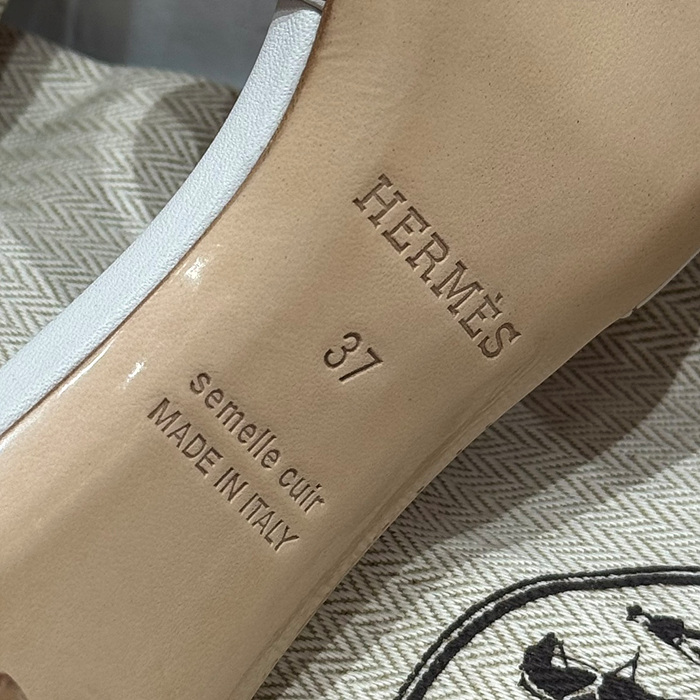 HERMÈS
37
semelle cuir
MADE IN ITALY